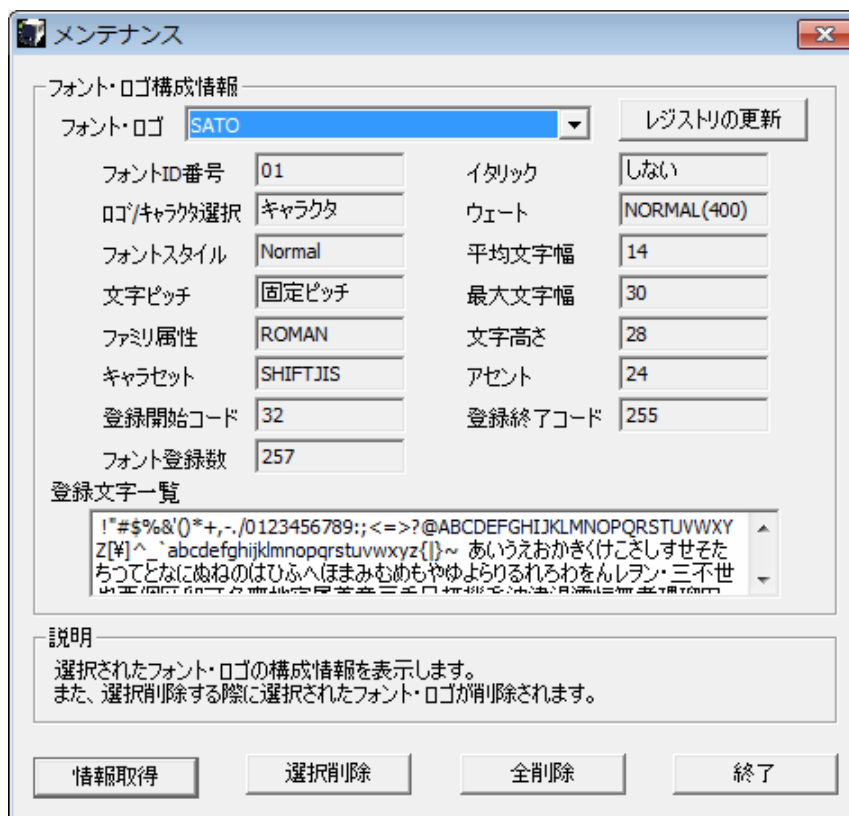 メンテナンス
フォント・ロゴ構成情報
フォント・ロゴ SATO レジストリの更新
フォントID番号 01 イタリック しない
ロゴ/キャラクタ選択 キャラクタ ウェート NORMAL(400)
フォントスタイル Normal 平均文字幅 14
文字ピッチ 固定ピッチ 最大文字幅 30
ファミリ属性 ROMAN 文字高さ 28
キャラセット SHIFTJIS アセント 24
登録開始コード 32 登録終了コード 255
フォント登録数 257
登録文字一覧
!"#$%&'()*+,-./0123456789:;<=>?@ABCDEFGHIJKLMNOPQRSTUVWXY
Z[¥]^_`abcdefghijklmnopqrstuvwxyz{|}~ あいうえおかきくけこさしすせそた
ちつてとなにぬねのはひふへほまみむめもやゆよらりるれろわをんレヲン・三不世
説明
選択されたフォント・ロゴの構成情報を表示します。
また、選択削除する際に選択されたフォント・ロゴが削除されます。
情報取得 選択削除 全削除 終了